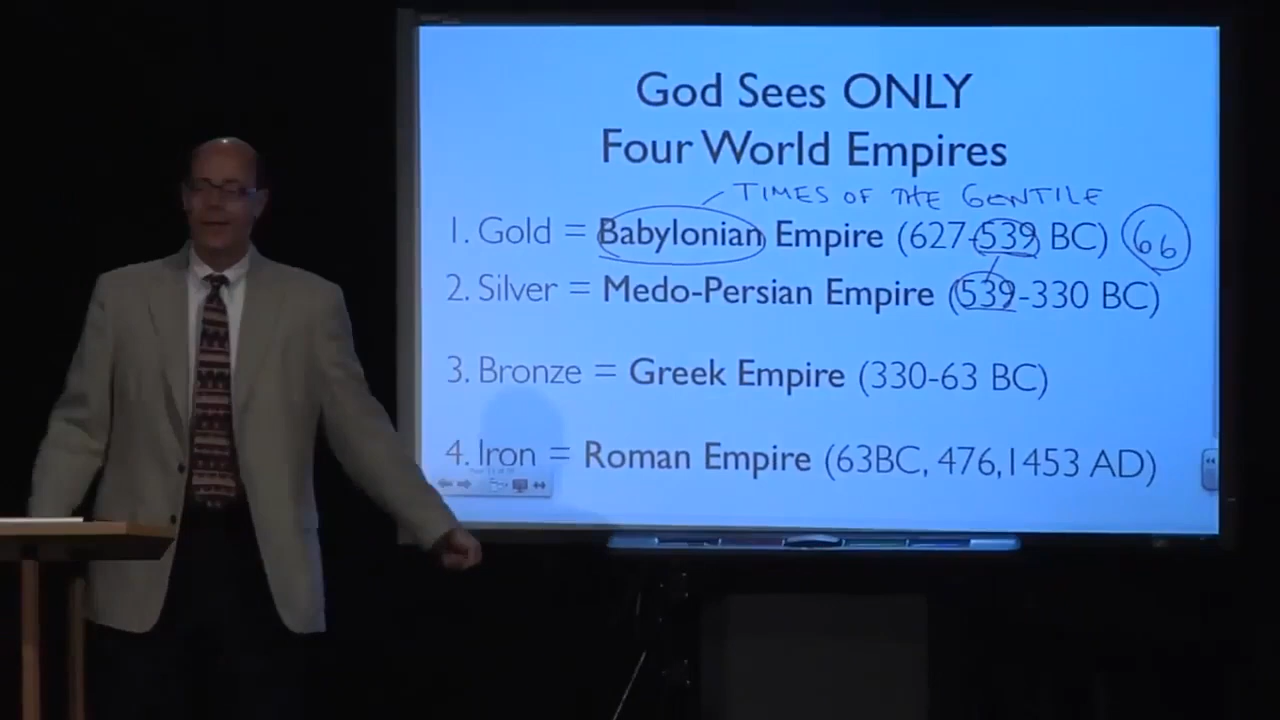 God Sees ONLY
Four World Empires
TIMES OF THE GENTILE
1. Gold = Babylonian Empire (627-539 BC) 66
2. Silver = Medo-Persian Empire (539-330 BC)
3. Bronze = Greek Empire (330-63 BC)
4. Iron = Roman Empire (63BC, 476,1453 AD)